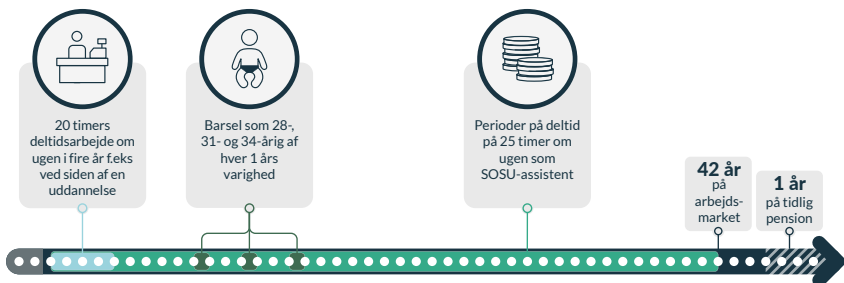 20 timers
deltidsarbejde om
ugen i fire år f.eks
ved siden af en
uddannelse
Barsel som 28-,
31- og 34-årig af
hver 1 års
varighed
Perioder på deltid
på 25 timer om
ugen som
SOSU-assistent
42 år
på
arbejds-
market
1 år
på tidlig
pension